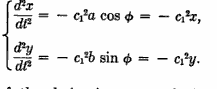 { d²x/dt² = − c₁²a cos φ = − c₁²x,
d²y/dt² = − c₁²b sin φ = − c₁²y.